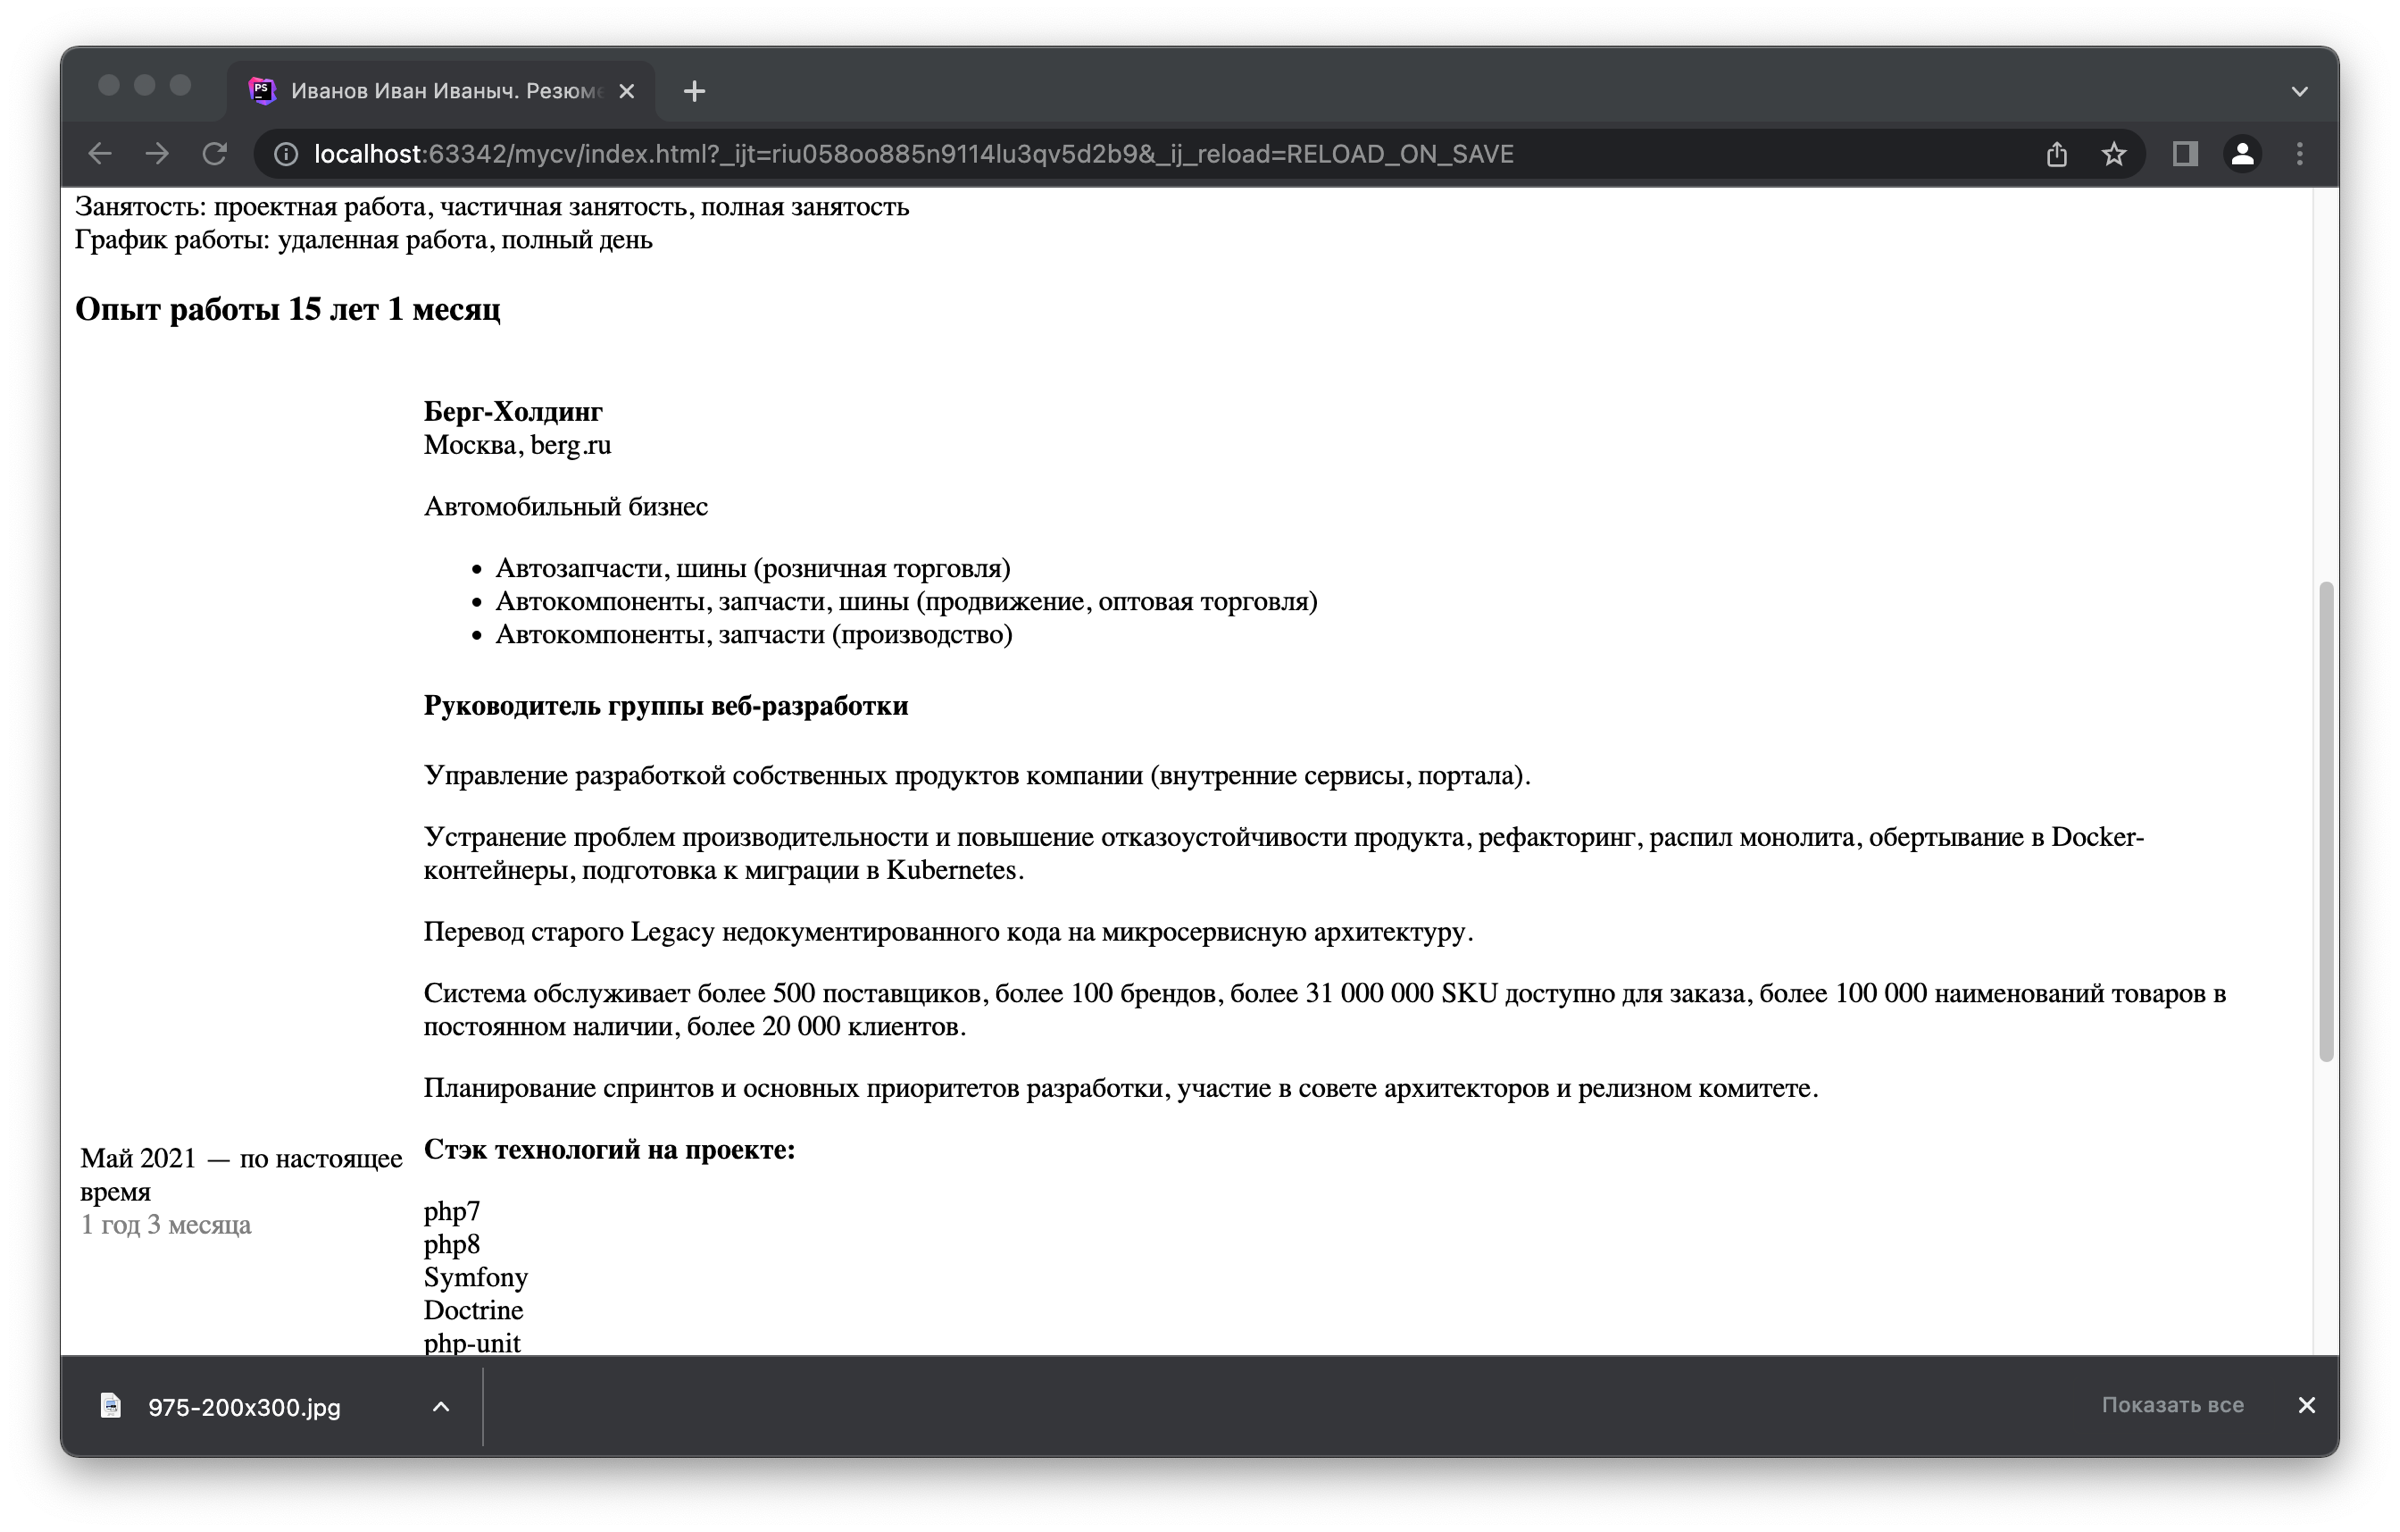 Иванов Иван Иваныч. Резюме
localhost:63342/mycv/index.html?_ijt=riu058oo885n9114lu3qv5d2b9&_ij_reload=RELOAD_ON_SAVE
Занятость: проектная работа, частичная занятость, полная занятость
График работы: удаленная работа, полный день
Опыт работы 15 лет 1 месяц
Берг-Холдинг
Москва, berg.ru
Автомобильный бизнес
• Автозапчасти, шины (розничная торговля)
• Автокомпоненты, запчасти, шины (продвижение, оптовая торговля)
• Автокомпоненты, запчасти (производство)
Руководитель группы веб-разработки
Управление разработкой собственных продуктов компании (внутренние сервисы, портала).
Устранение проблем производительности и повышение отказоустойчивости продукта, рефакторинг, распил монолита, обертывание в Docker-
контейнеры, подготовка к миграции в Kubernetes.
Перевод старого Legacy недокументированного кода на микросервисную архитектуру.
Система обслуживает более 500 поставщиков, более 100 брендов, более 31 000 000 SKU доступно для заказа, более 100 000 наименований товаров в
постоянном наличии, более 20 000 клиентов.
Планирование спринтов и основных приоритетов разработки, участие в совете архитекторов и релизном комитете.
Май 2021 — по настоящее
время
1 год 3 месяца
Стэк технологий на проекте:
php7
php8
Symfony
Doctrine
php-unit
975-200x300.jpg
Показать все